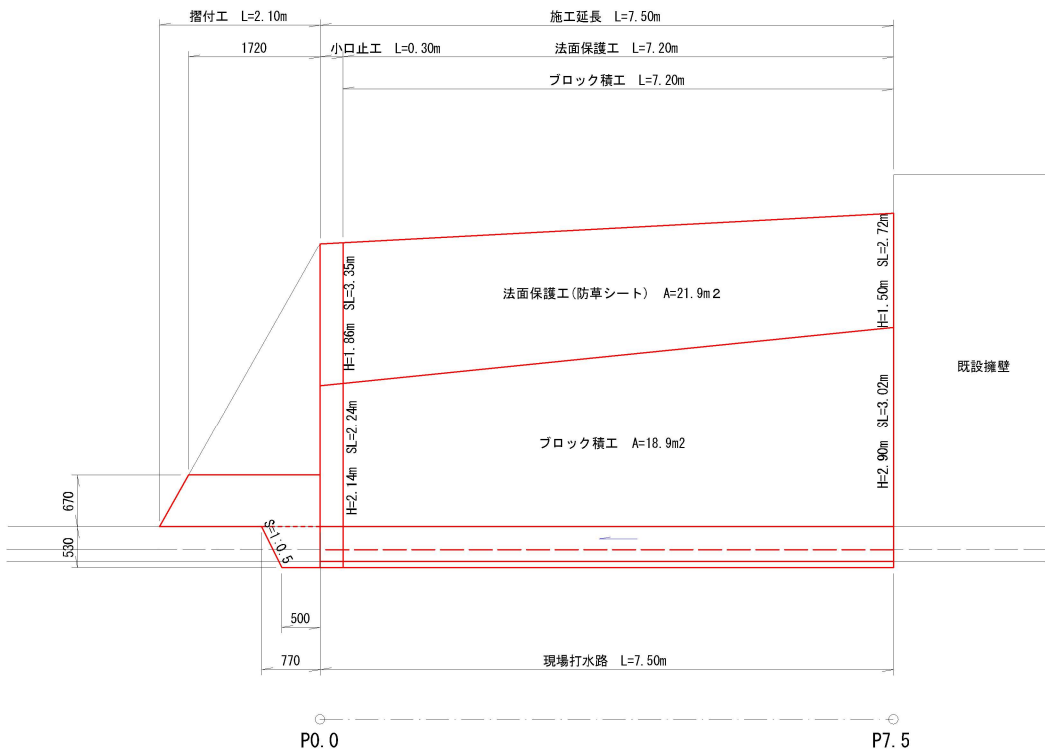 摺付工 L=2.10m
施工延長 L=7.50m
1720
小口止工 L=0.30m
法面保護工 L=7.20m
ブロック積工 L=7.20m
H=1.86m SL=3.35m
H=1.50m SL=2.72m
法面保護工(防草シート) A=21.9m2
既設擁壁
H=2.14m SL=2.24m
H=2.90m SL=3.02m
ブロック積工 A=18.9m2
670
530
S=1:0.5
500
770
現場打水路 L=7.50m
P0.0
P7.5